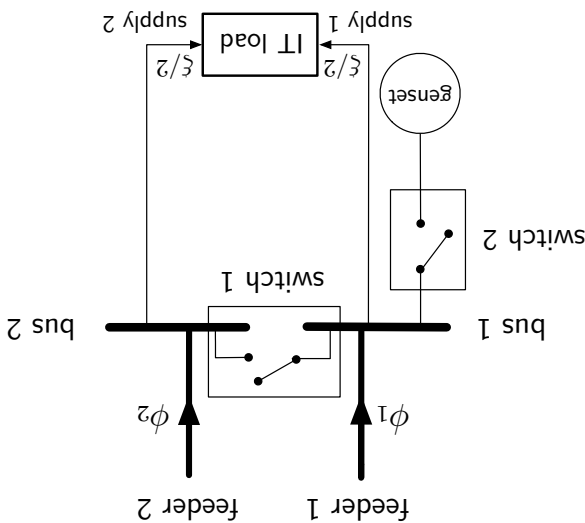 supply 1
supply 2
IT load
ξ/2
ξ/2
genset
switch 2
switch 1
bus 1
bus 2
ϕ1
ϕ2
feeder 1
feeder 2